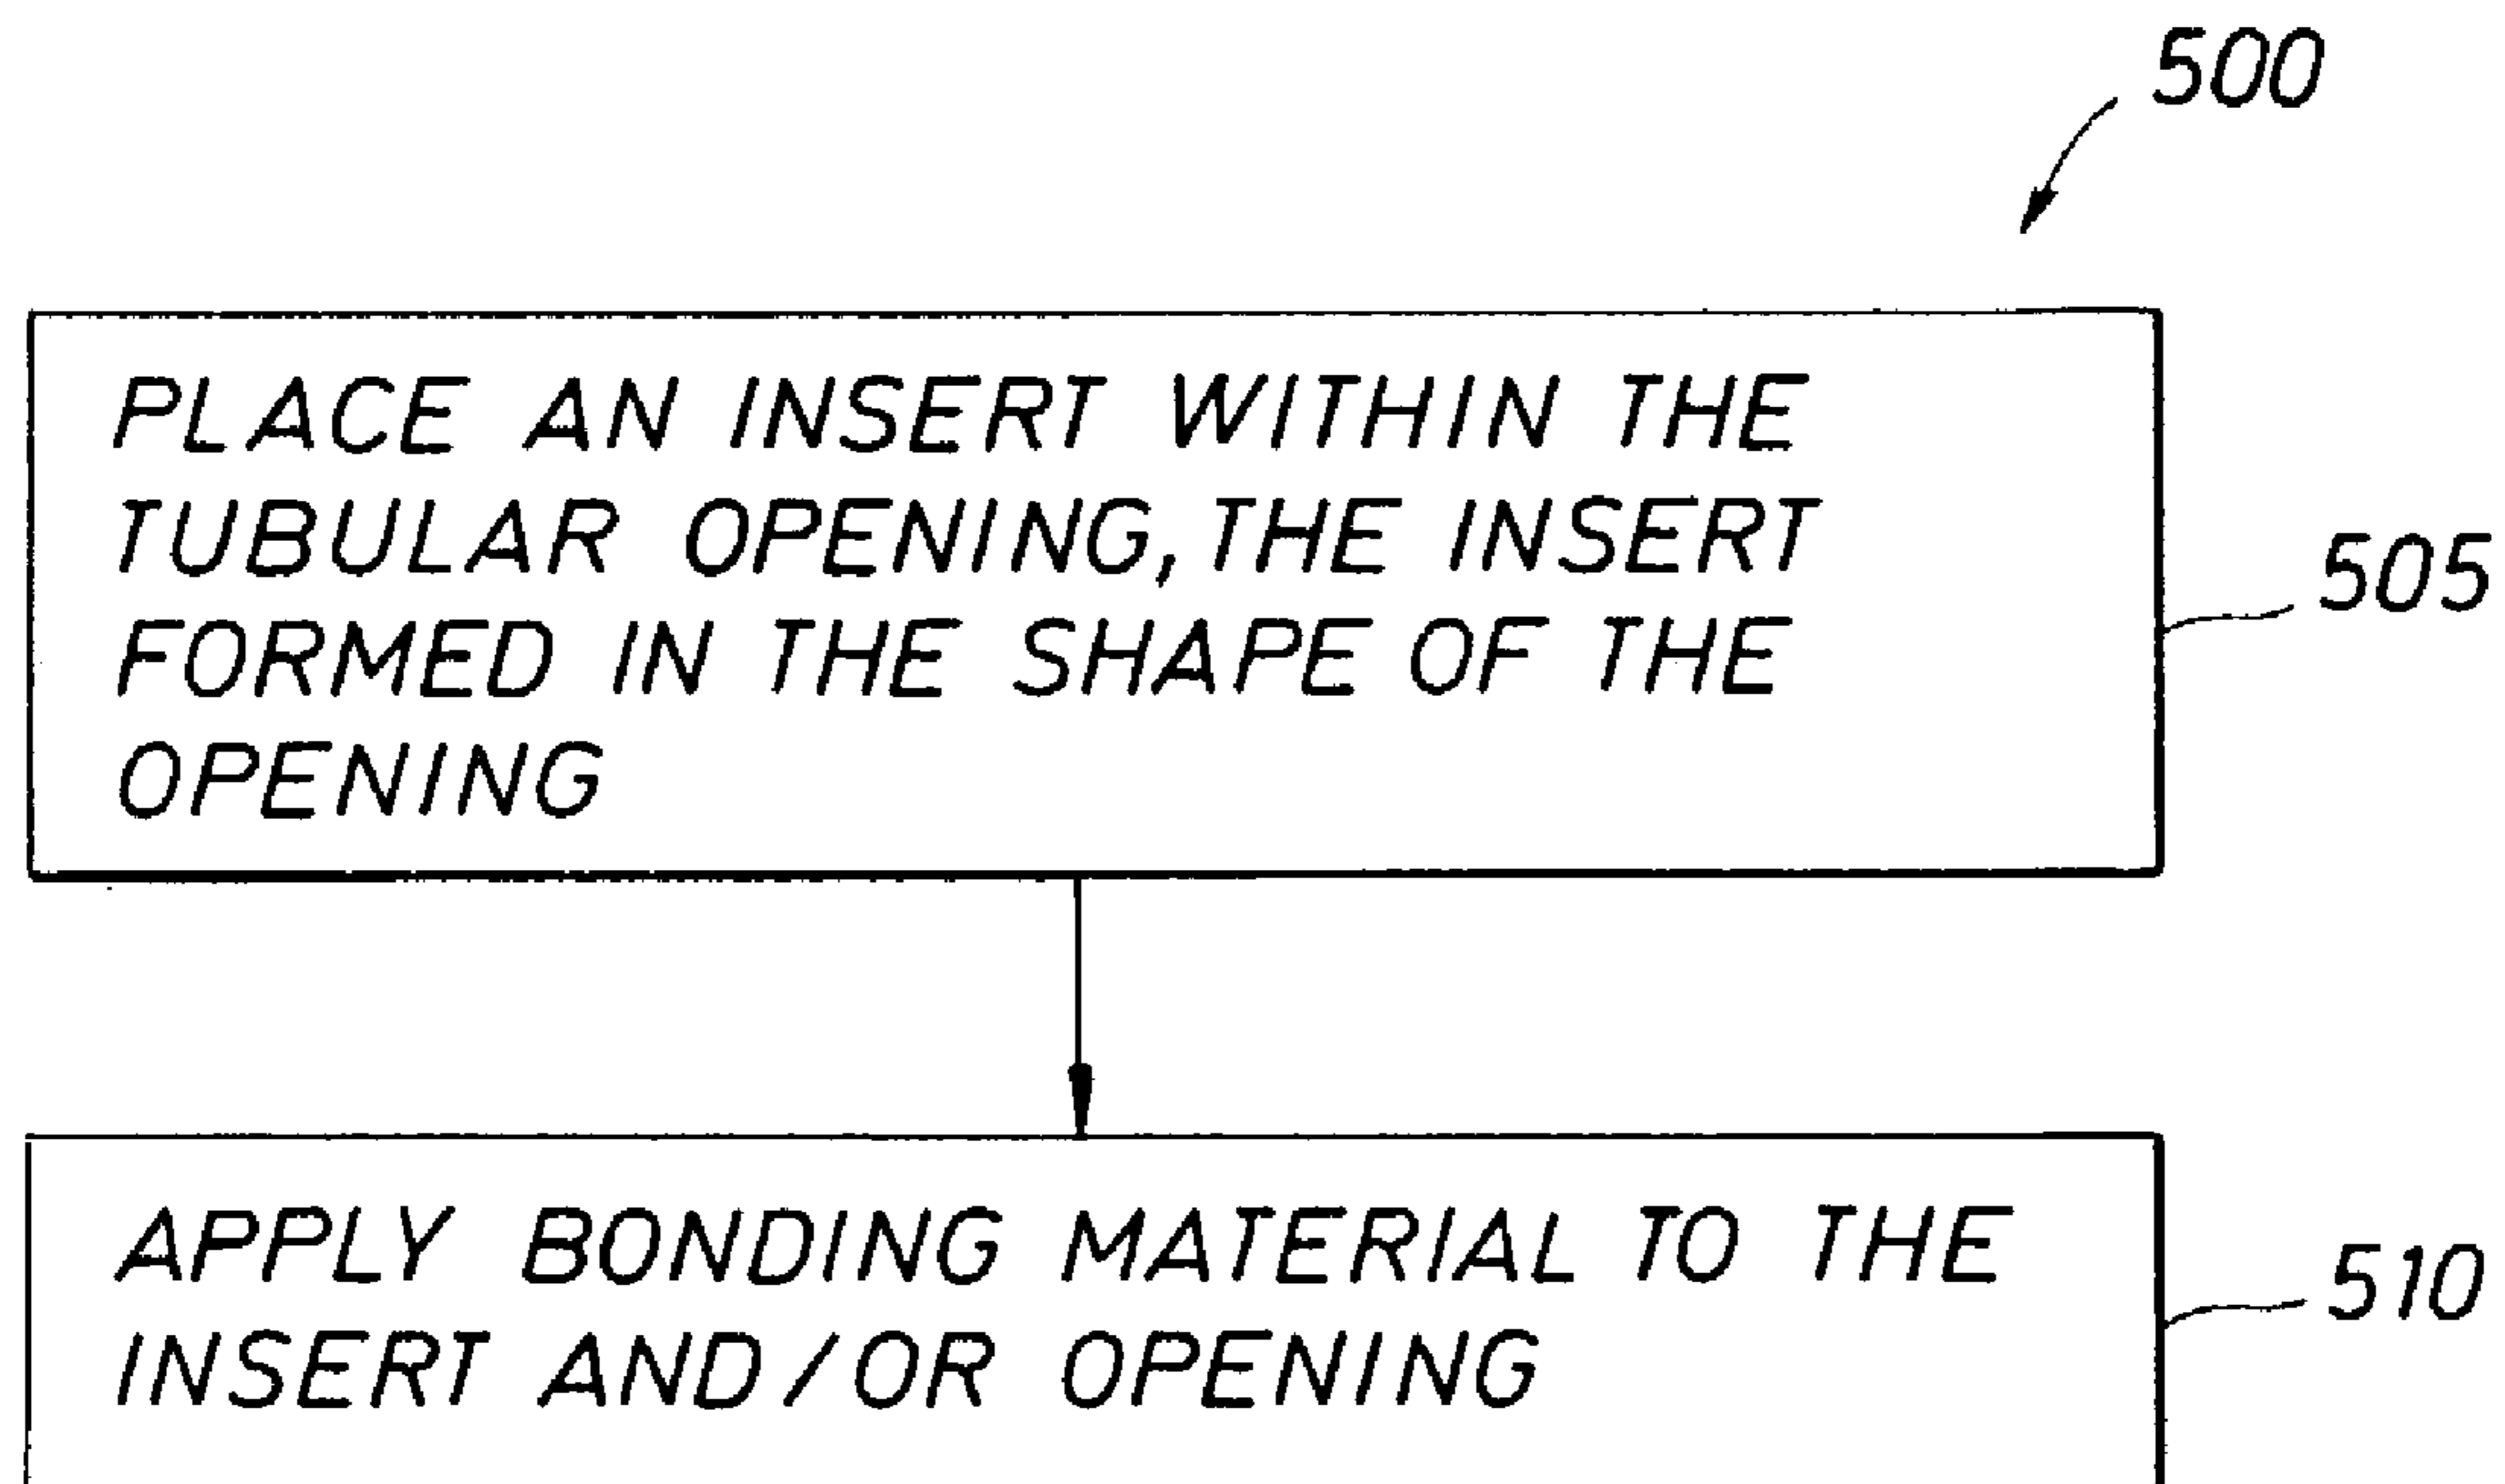 500
PLACE AN INSERT WITHIN THE
TUBULAR OPENING, THE INSERT
FORMED IN THE SHAPE OF THE
OPENING
505
APPLY BONDING MATERIAL TO THE
INSERT AND/OR OPENING
510